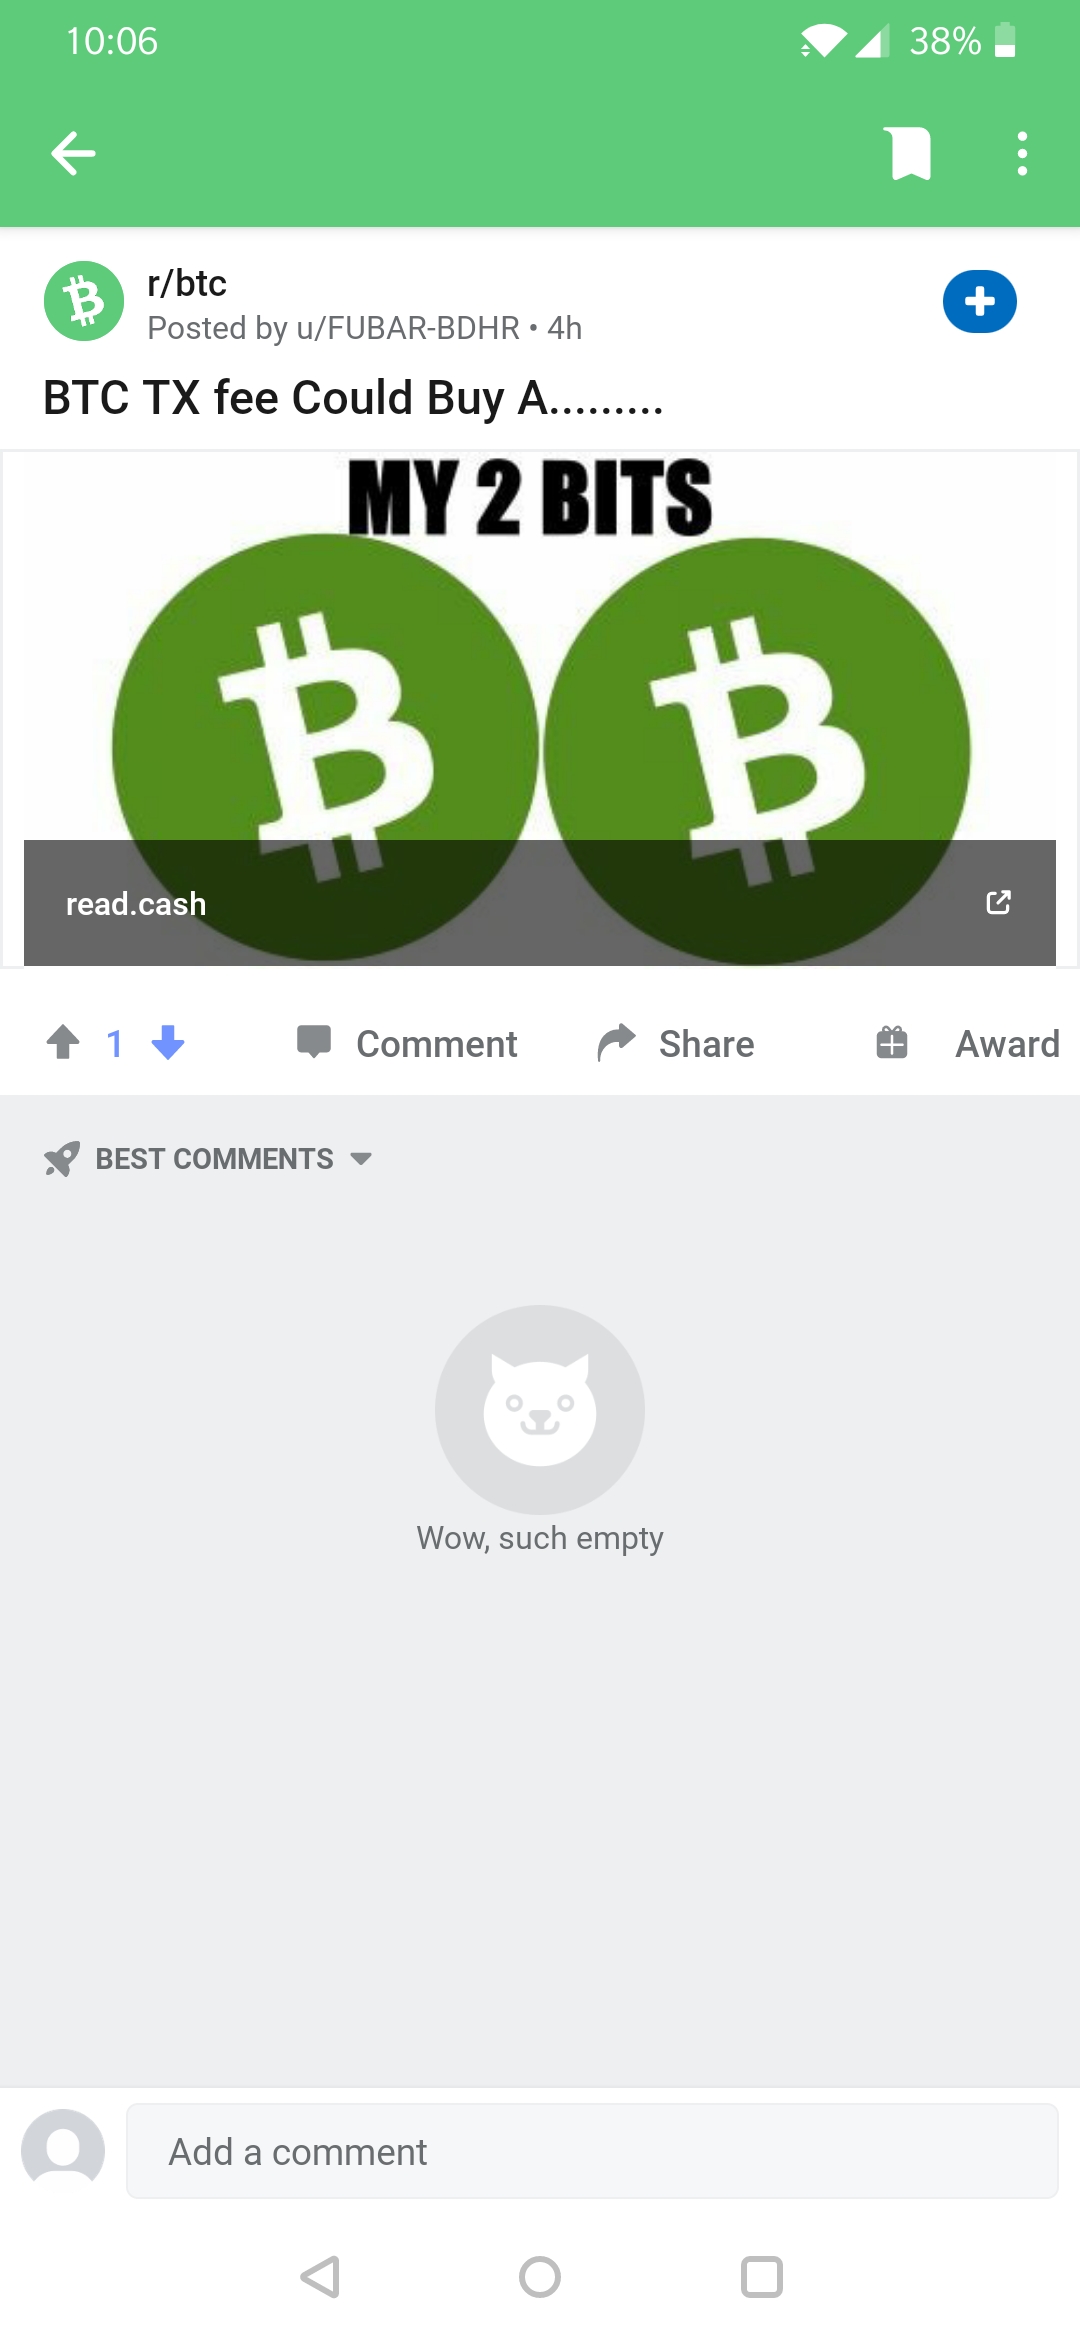 10:06
38%
r/btc
Posted by u/FUBAR-BDHR • 4h
BTC TX fee Could Buy A.........
MY 2 BITS
read.cash
1
Comment
Share
Award
BEST COMMENTS
Wow, such empty
Add a comment